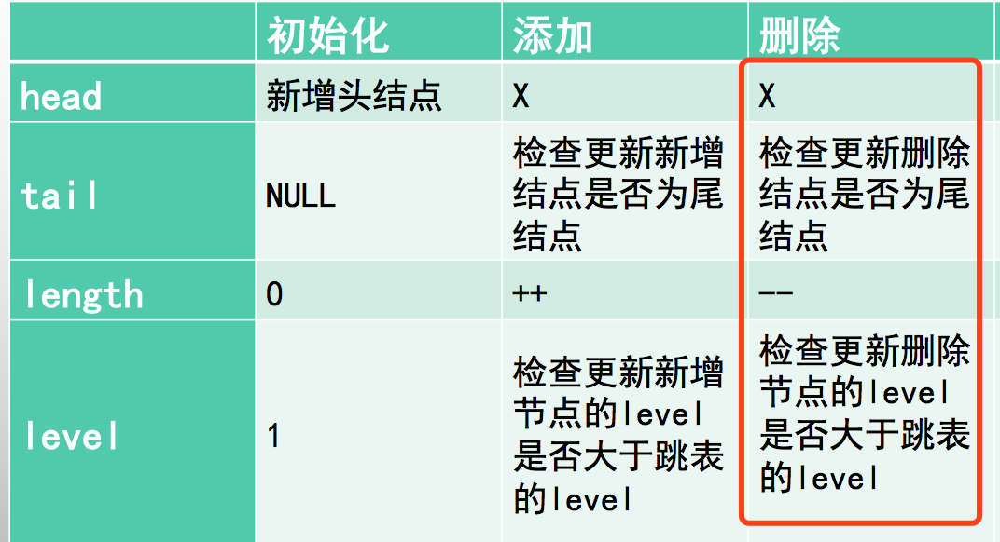 初始化 添加 删除
head 新增头结点 X X
tail NULL 检查更新新增 检查更新删除
结点是否为尾 结点是否为尾
结点 结点
length 0 ++ --
level 1 检查更新新增 检查更新删除
节点的level 节点的level
是否大于跳表 是否大于跳表
的level 的level